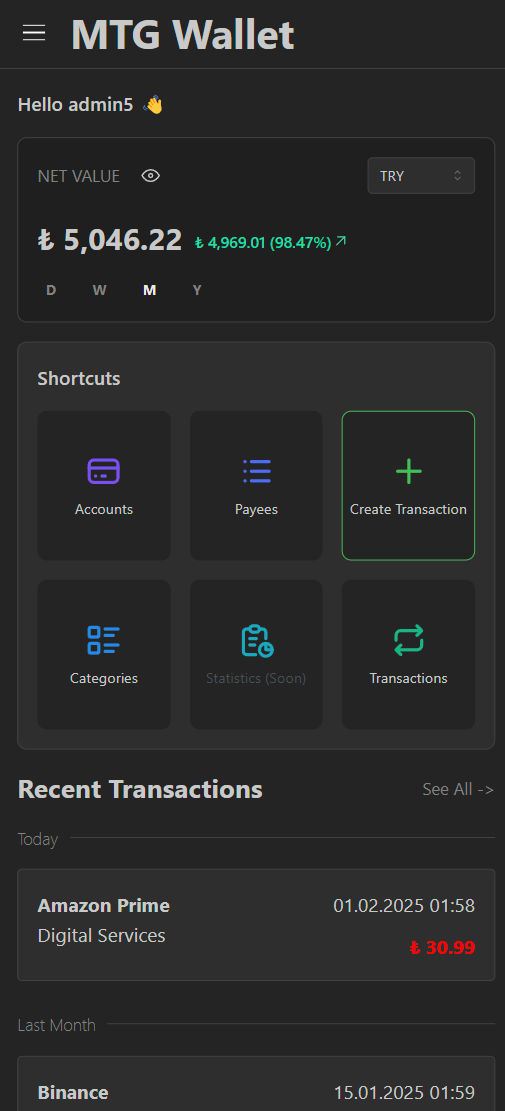 MTG Wallet
Hello admin5 👋
NET VALUE
TRY
₺ 5,046.22 ₺ 4,969.01 (98.47%)
D W M Y
Shortcuts
Accounts
Payees
Create Transaction
Categories
Statistics (Soon)
Transactions
Recent Transactions
See All ->
Today
Amazon Prime
01.02.2025 01:58
Digital Services
₺ 30.99
Last Month
Binance
15.01.2025 01:59